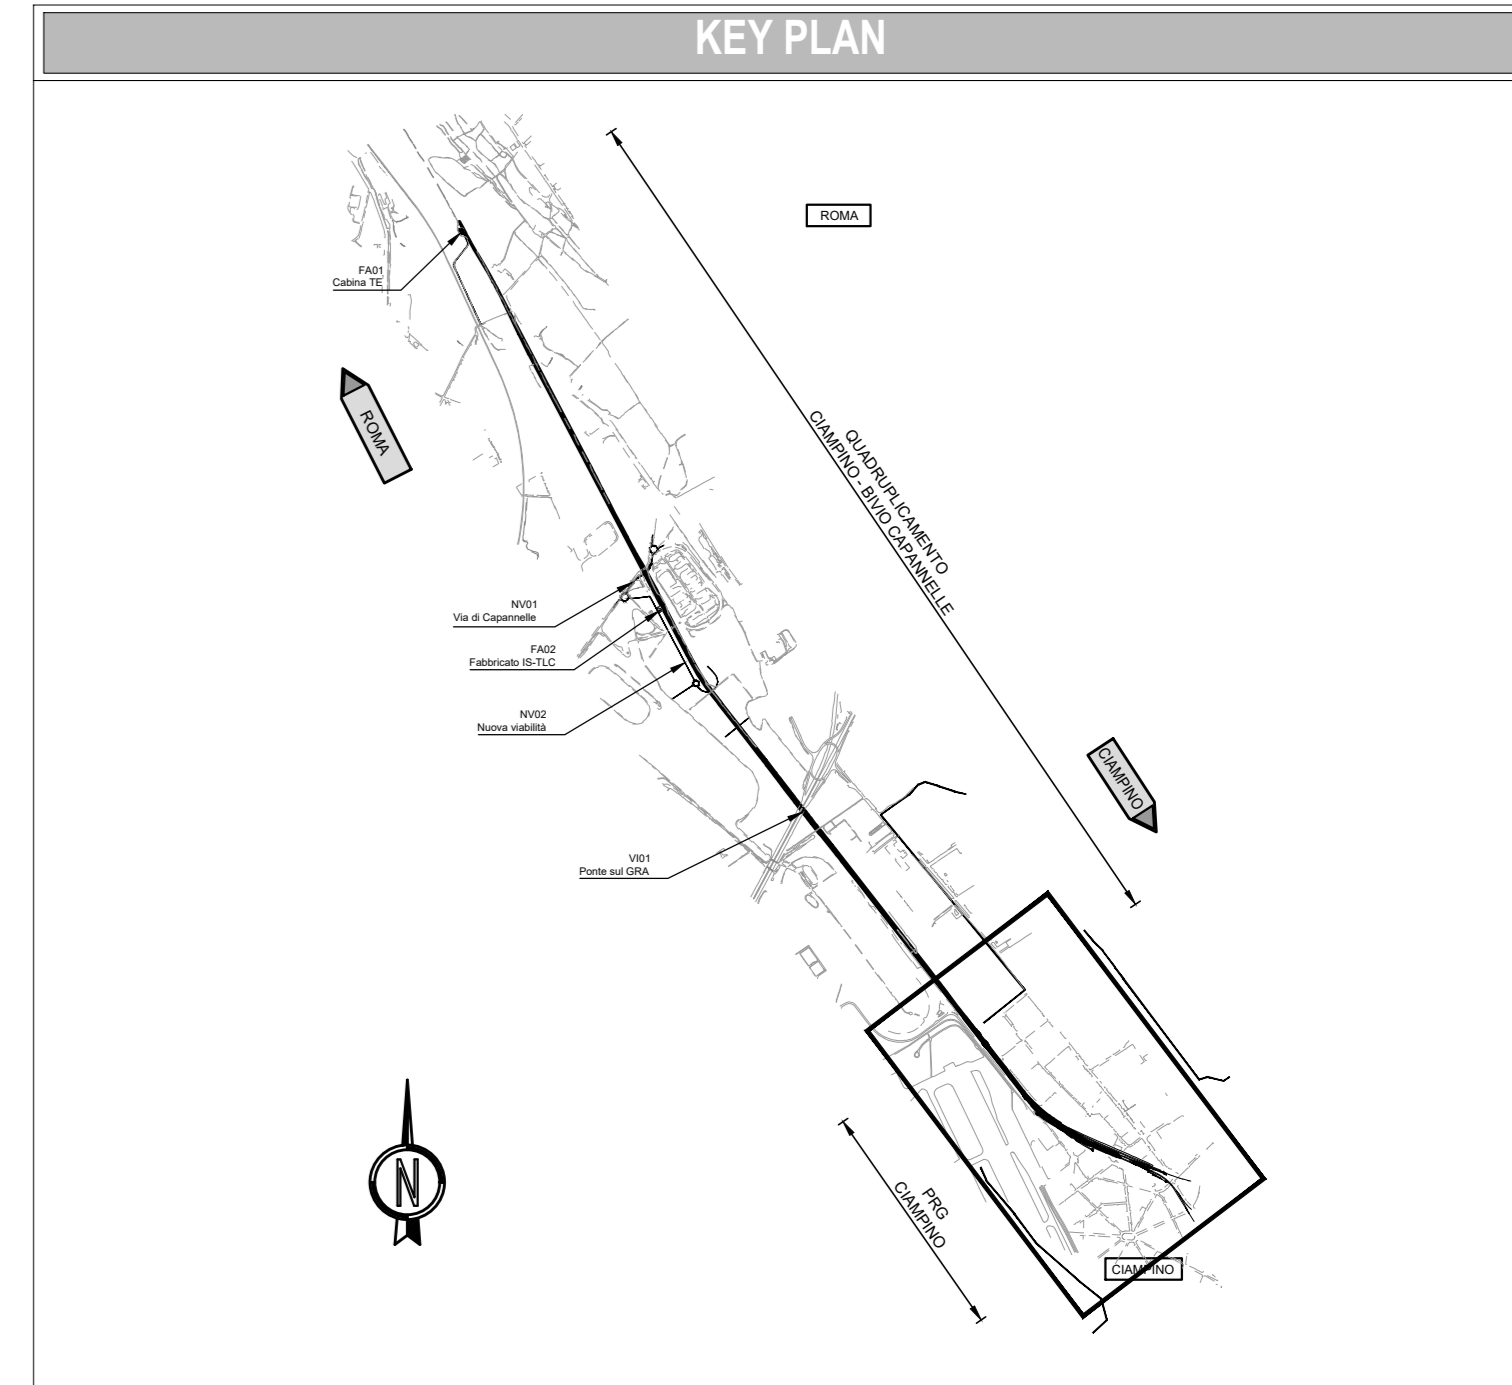 KEY PLAN
ROMA
FA01
Cabina TE
ROMA
QUADRUPLICAMENTO
CIAMPINO - BIVIO CAPANNELLE
NV01
Via di Capannelle
FA02
Fabbricato IS-TLC
NV02
Nuova viabilità
CIAMPINO
VI01
Ponte sul GRA
N
PRG
CIAMPINO
CIAMPINO